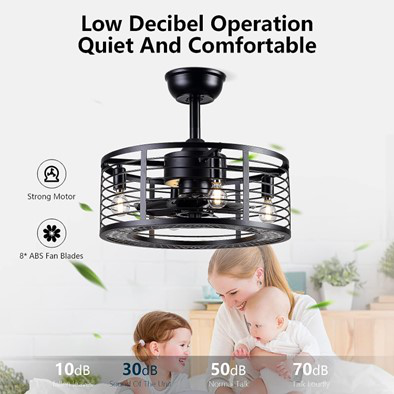 Low Decibel Operation
Quiet And Comfortable
Strong Motor
8* ABS Fan Blades
10dB 30dB 50dB 70dB
Normal Talk Talk Loudly